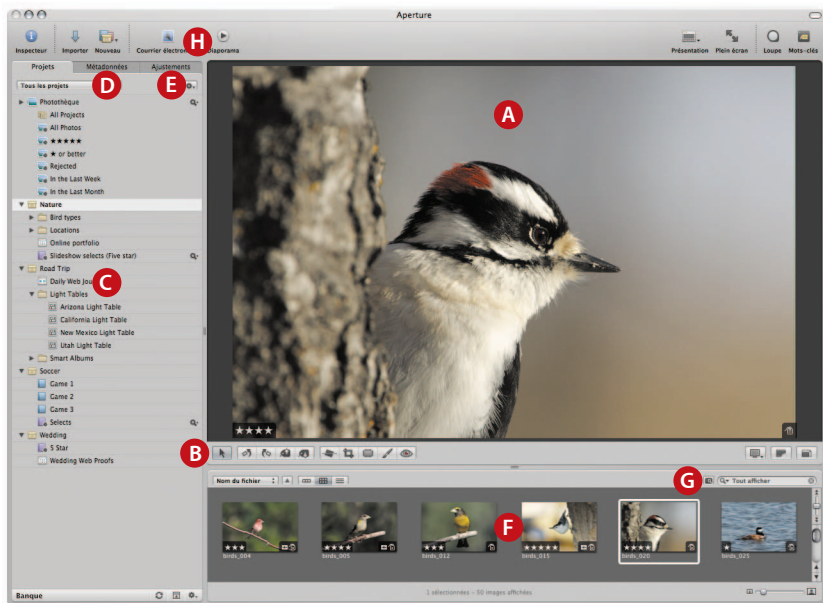 Aperture
Inspecteur Importer Nouveau Courrier électron H Diaporama Présentation Plein écran Loupe Mots-clés
Projets Métadonnées Ajustements
D E
Tous les projets
Photothèque
All Projects
All Photos
★★★★★
★ or better
Rejected
In the Last Week
In the Last Month
Nature
Bird types
Locations
Online portfolio
Slideshow selects (Five star)
Road Trip
Daily Web Jou C
Light Tables
Arizona Light Table
California Light Table
New Mexico Light Table
Utah Light Table
Smart Albums
Soccer
Game 1
Game 2
Game 3
Selects
Wedding
5 Star
Wedding Web Proofs
Banque
A
★★★★
B
Nom du fichier G Tout afficher
F
★★★ ★★★★ ★★★ ★★★★★ ★★★★ ★
birds_004 birds_005 birds_012 birds_015 birds_020 birds_025
1 sélectionnées – 50 images affichées